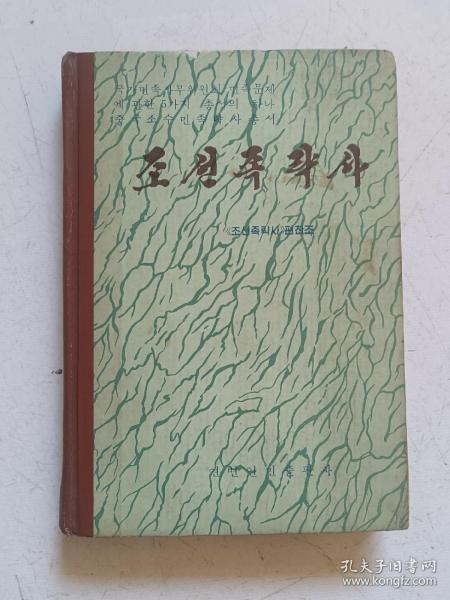 국가민족사무위원회 민족문제
에 관한 5가지 총서의 하나
중국소수민족략사총서
조선족략사
《조선족략사》편찬조
연변인민출판사
孔夫子旧书网
www.kongfz.com